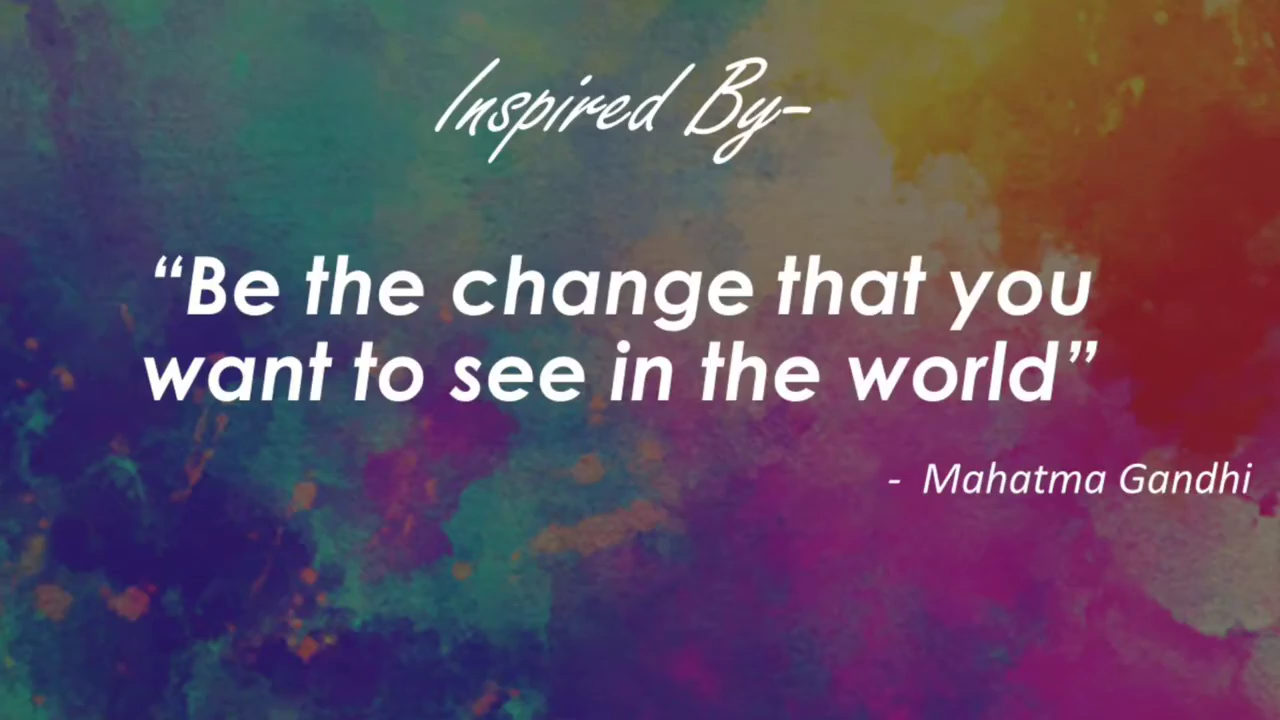 Inspired By-
“Be the change that you
want to see in the world”
- Mahatma Gandhi